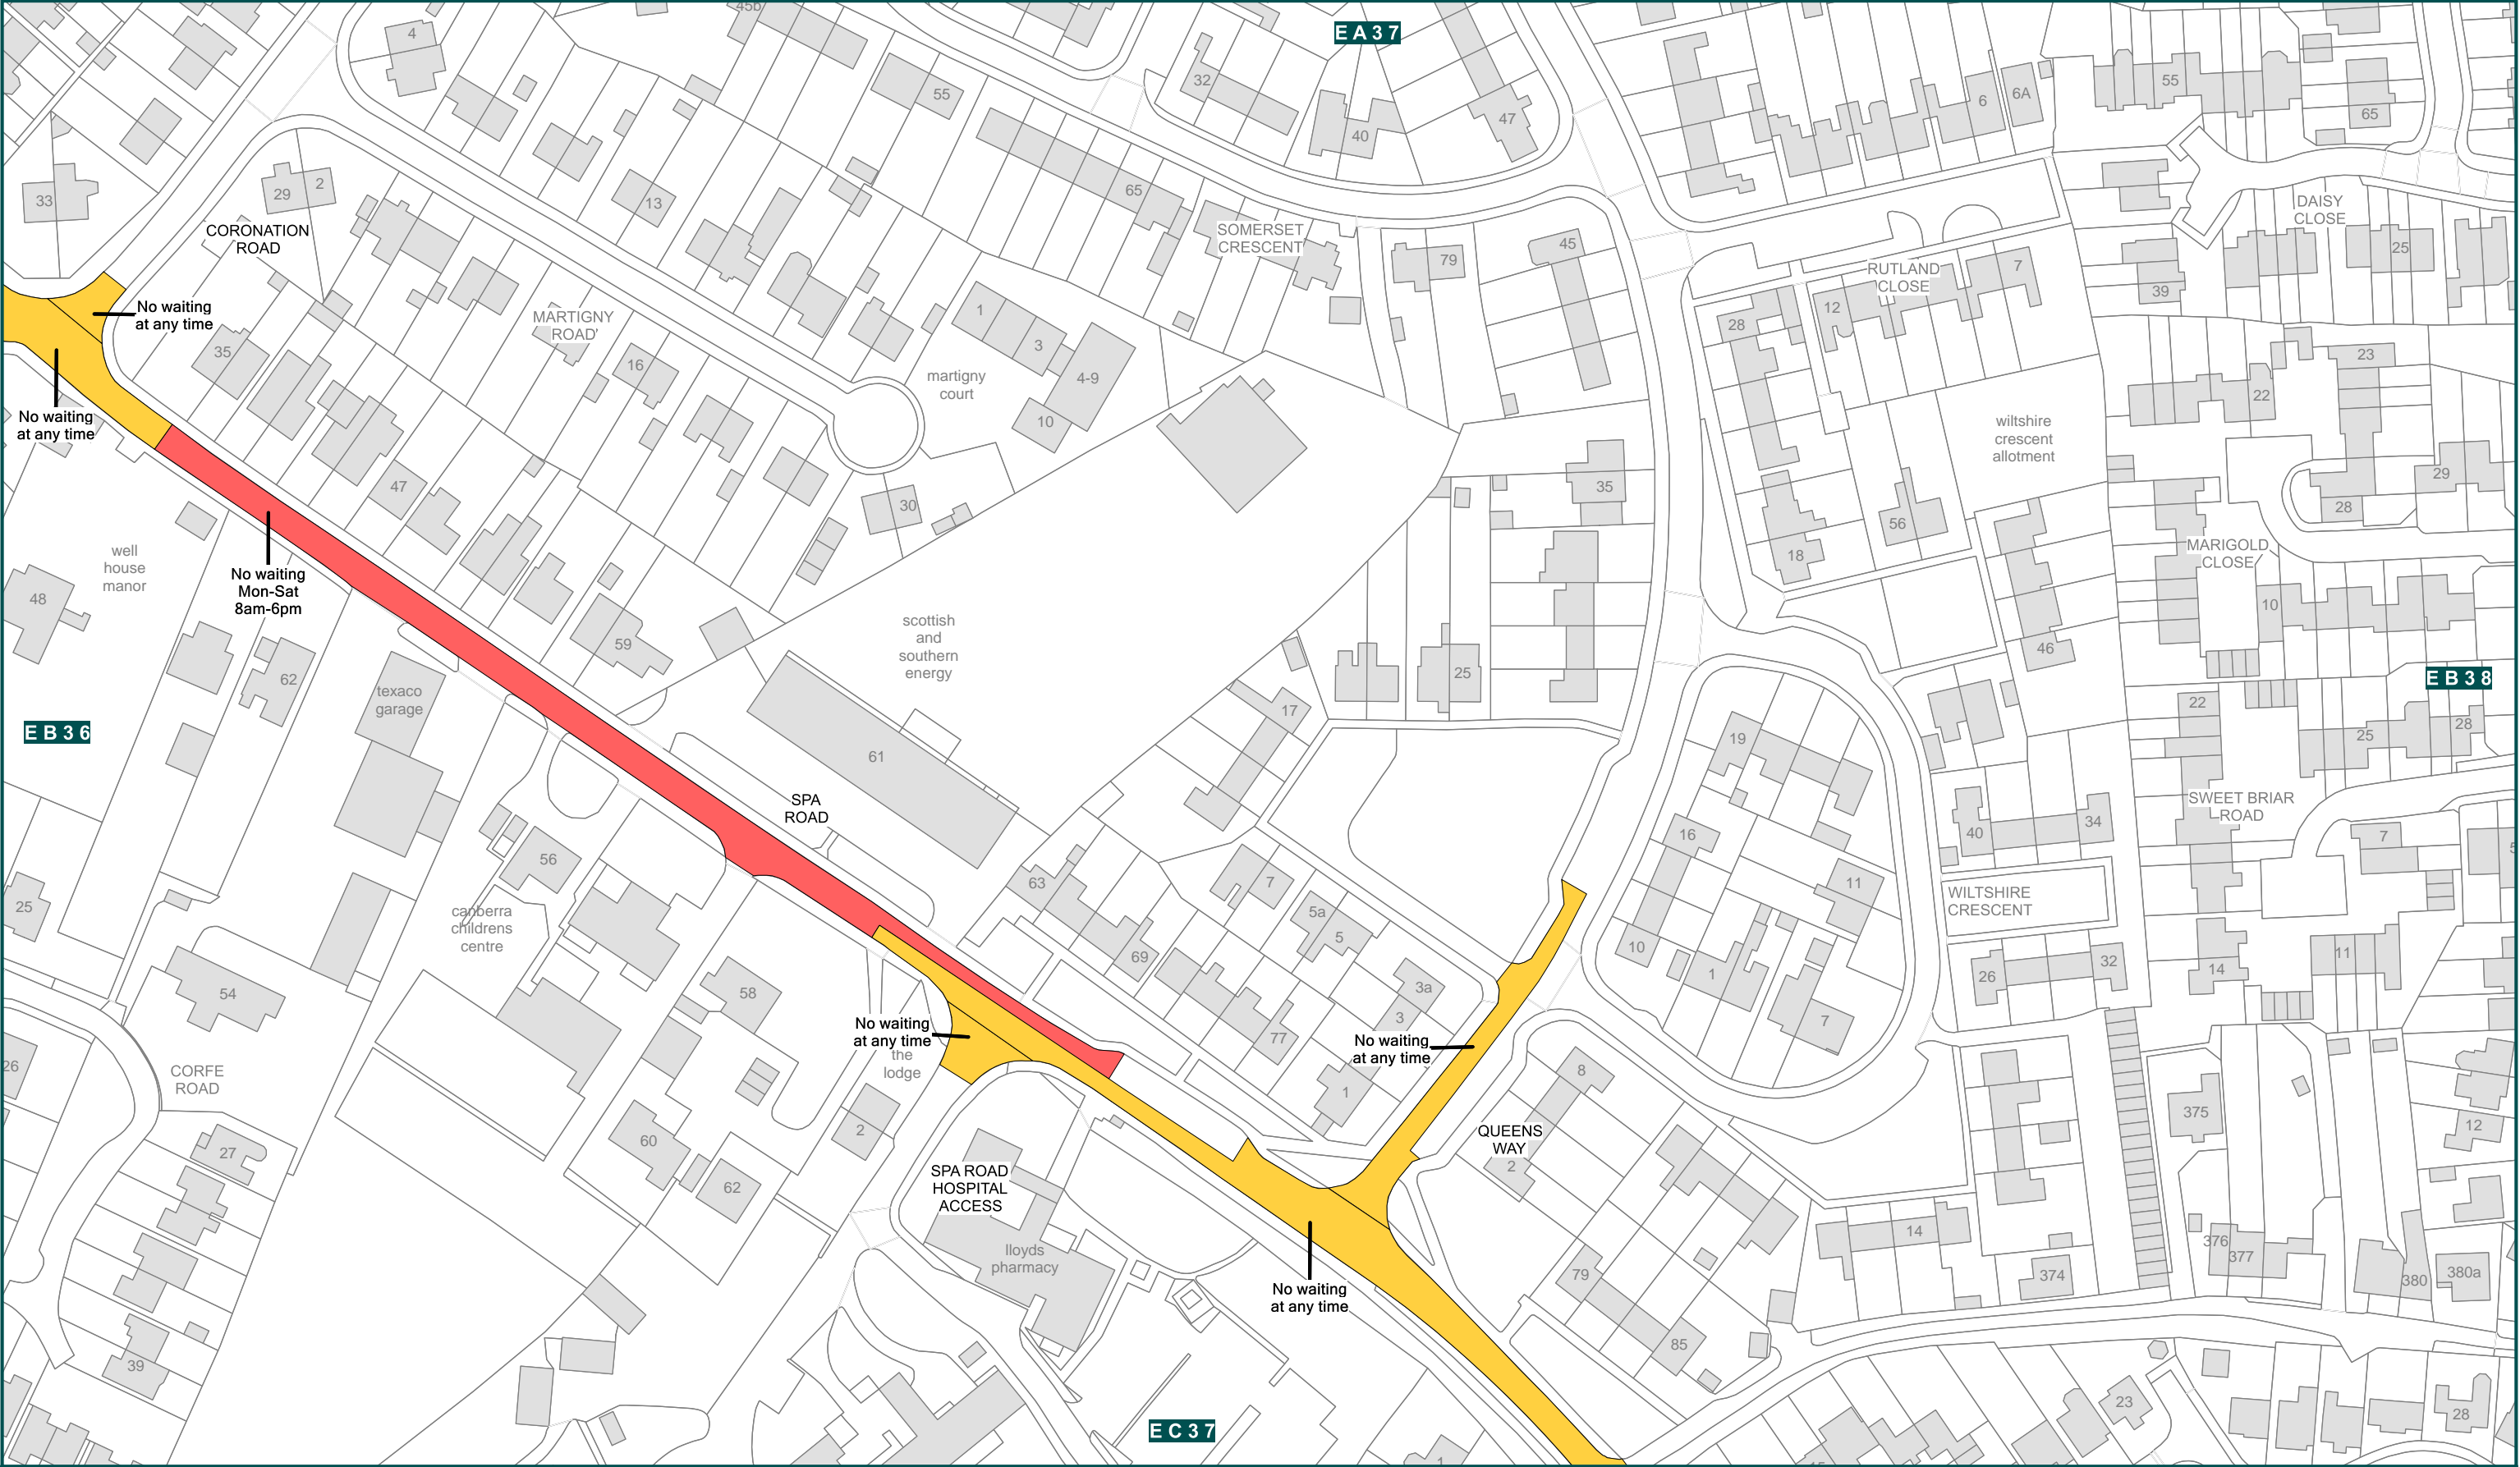 45b
EA37
4
32
40
47
55
6
6A
55
65
33
29
2
13
65
CORONATION
ROAD
SOMERSET
CRESCENT
79
45
RUTLAND
CLOSE
7
12
DAISY
CLOSE
25
39
No waiting
at any time
35
MARTIGNY
ROAD'
16
1
3
4-9
10
martigny
court
28
23
22
No waiting
at any time
47
30
35
wiltshire
crescent
allotment
56
18
29
28
MARIGOLD
CLOSE
10
well
house
manor
48
62
No waiting
Mon-Sat
8am-6pm
59
scottish
and
southern
energy
25
46
EB38
EB36
texaco
garage
61
17
19
22
25
28
SPA
ROAD
SWEET BRIAR
ROAD
16
40
34
7
5
56
63
7
5a
5
11
WILTSHIRE
CRESCENT
25
canberra
childrens
centre
69
10
1
26
32
14
11
54
58
3a
3
7
No waiting
at any time
the
lodge
77
No waiting
at any time
26
CORFE
ROAD
1
8
375
12
27
60
2
QUEENS
WAY
2
62
SPA ROAD
HOSPITAL
ACCESS
lloyds
pharmacy
14
376
377
380
380a
79
374
No waiting
at any time
39
85
23
28
EC37
1
15